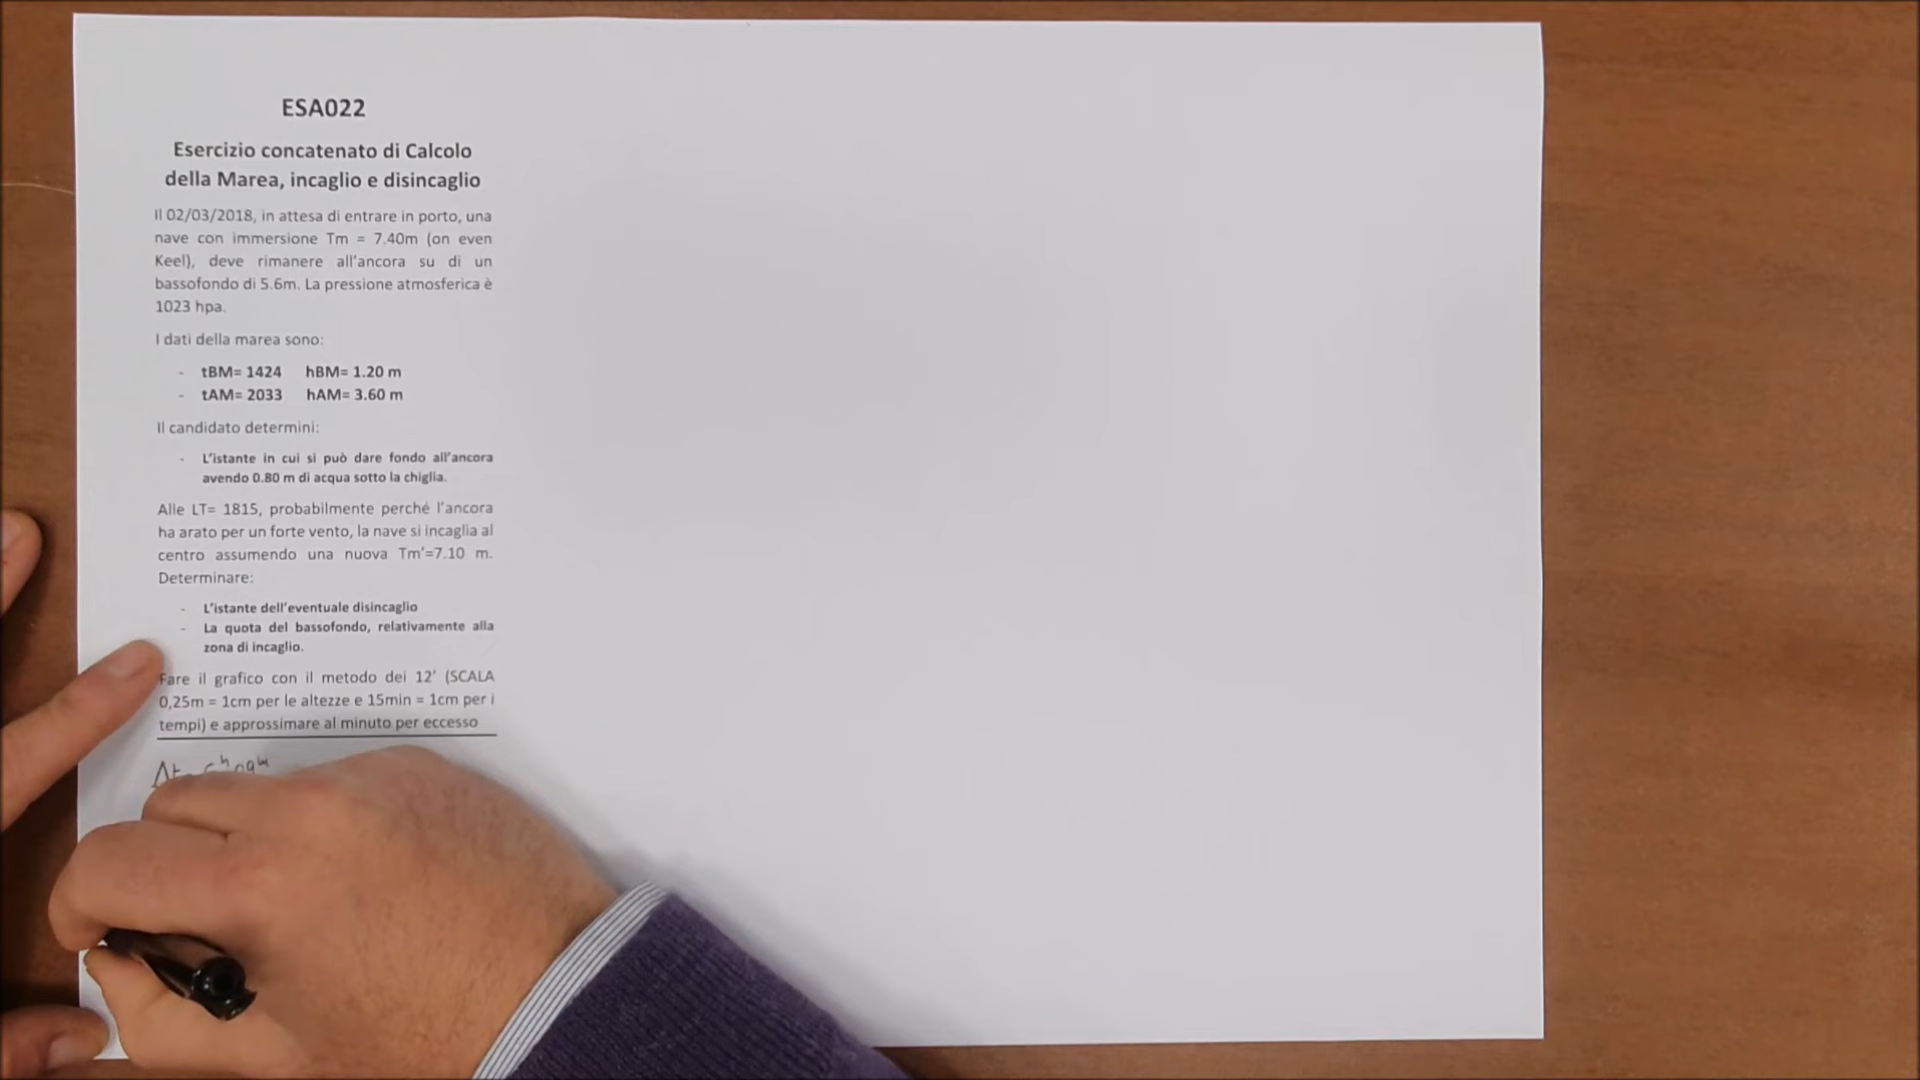 ESA022
Esercizio concatenato di Calcolo
della Marea, incaglio e disincaglio
Il 02/03/2018, in attesa di entrare in porto, una
nave con immersione Tm = 7.40m (on even
Keel), deve rimanere all'ancora su di un
bassofondo di 5.6m. La pressione atmosferica è
1023 hpa.
I dati della marea sono:
- tBM= 1424 hBM= 1.20 m
- tAM= 2033 hAM= 3.60 m
Il candidato determini:
- L'istante in cui si può dare fondo all'ancora
avendo 0.80 m di acqua sotto la chiglia.
Alle LT= 1815, probabilmente perché l'ancora
ha arato per un forte vento, la nave si incaglia al
centro assumendo una nuova Tm'=7.10 m.
Determinare:
- L'istante dell'eventuale disincaglio
- La quota del bassofondo, relativamente alla
zona di incaglio.
Fare il grafico con il metodo dei 12' (SCALA
0,25m = 1cm per le altezze e 15min = 1cm per i
tempi) e approssimare al minuto per eccesso